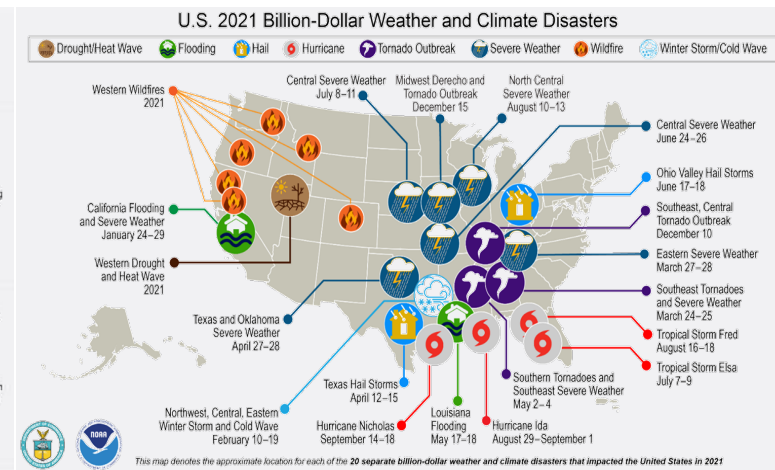 U.S. 2021 Billion-Dollar Weather and Climate Disasters
Drought/Heat Wave
Flooding
Hail
Hurricane
Tornado Outbreak
Severe Weather
Wildfire
Winter Storm/Cold Wave
Western Wildfires
2021
Central Severe Weather
July 8–11
Midwest Derecho and
Tornado Outbreak
December 15
North Central
Severe Weather
August 10–13
Central Severe Weather
June 24–26
Ohio Valley Hail Storms
June 17–18
Southeast, Central
Tornado Outbreak
December 10
Eastern Severe Weather
March 27–28
Southeast Tornadoes
and Severe Weather
March 24–25
Tropical Storm Fred
August 16–18
Tropical Storm Elsa
July 7–9
California Flooding
and Severe Weather
January 24–29
Western Drought
and Heat Wave
2021
Texas and Oklahoma
Severe Weather
April 27–28
Texas Hail Storms
April 12–15
Southern Tornadoes and
Southeast Severe Weather
May 2–4
Northwest, Central, Eastern
Winter Storm and Cold Wave
February 10–19
Hurricane Nicholas
September 14–18
Louisiana
Flooding
May 17–18
Hurricane Ida
August 29–September 1
NOAA
This map denotes the approximate location for each of the 20 separate billion-dollar weather and climate disasters that impacted the United States in 2021